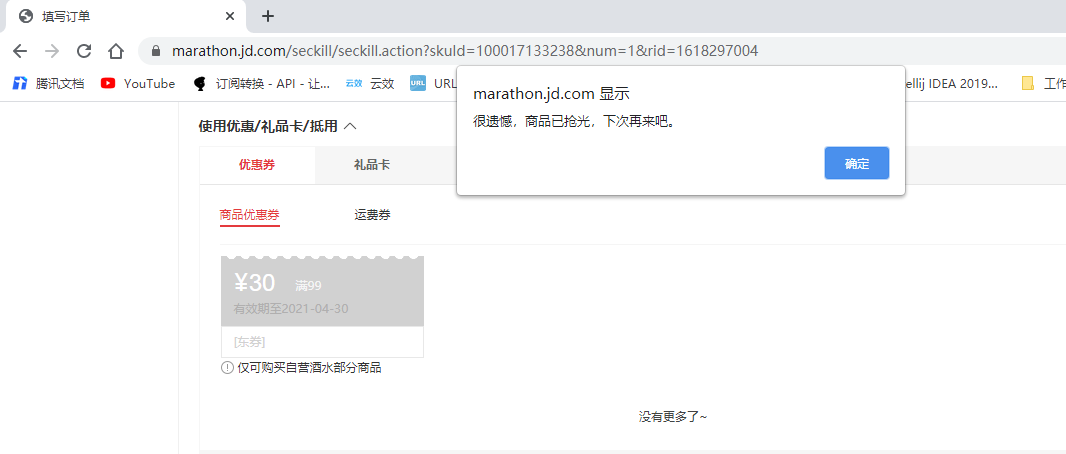 填写订单
marathon.jd.com/seckill/seckill.action?skuId=100017133238&num=1&rid=1618297004
腾讯文档 YouTube 订阅转换 - API - 让... 云效 云效 URL URL ellij IDEA 2019... 工作
marathon.jd.com 显示
很遗憾，商品已抢光，下次再来吧。
确定
使用优惠/礼品卡/抵用
优惠券 礼品卡
商品优惠券 运费券
¥30 满99
有效期至2021-04-30
[东券]
仅可购买自营酒水部分商品
没有更多了~